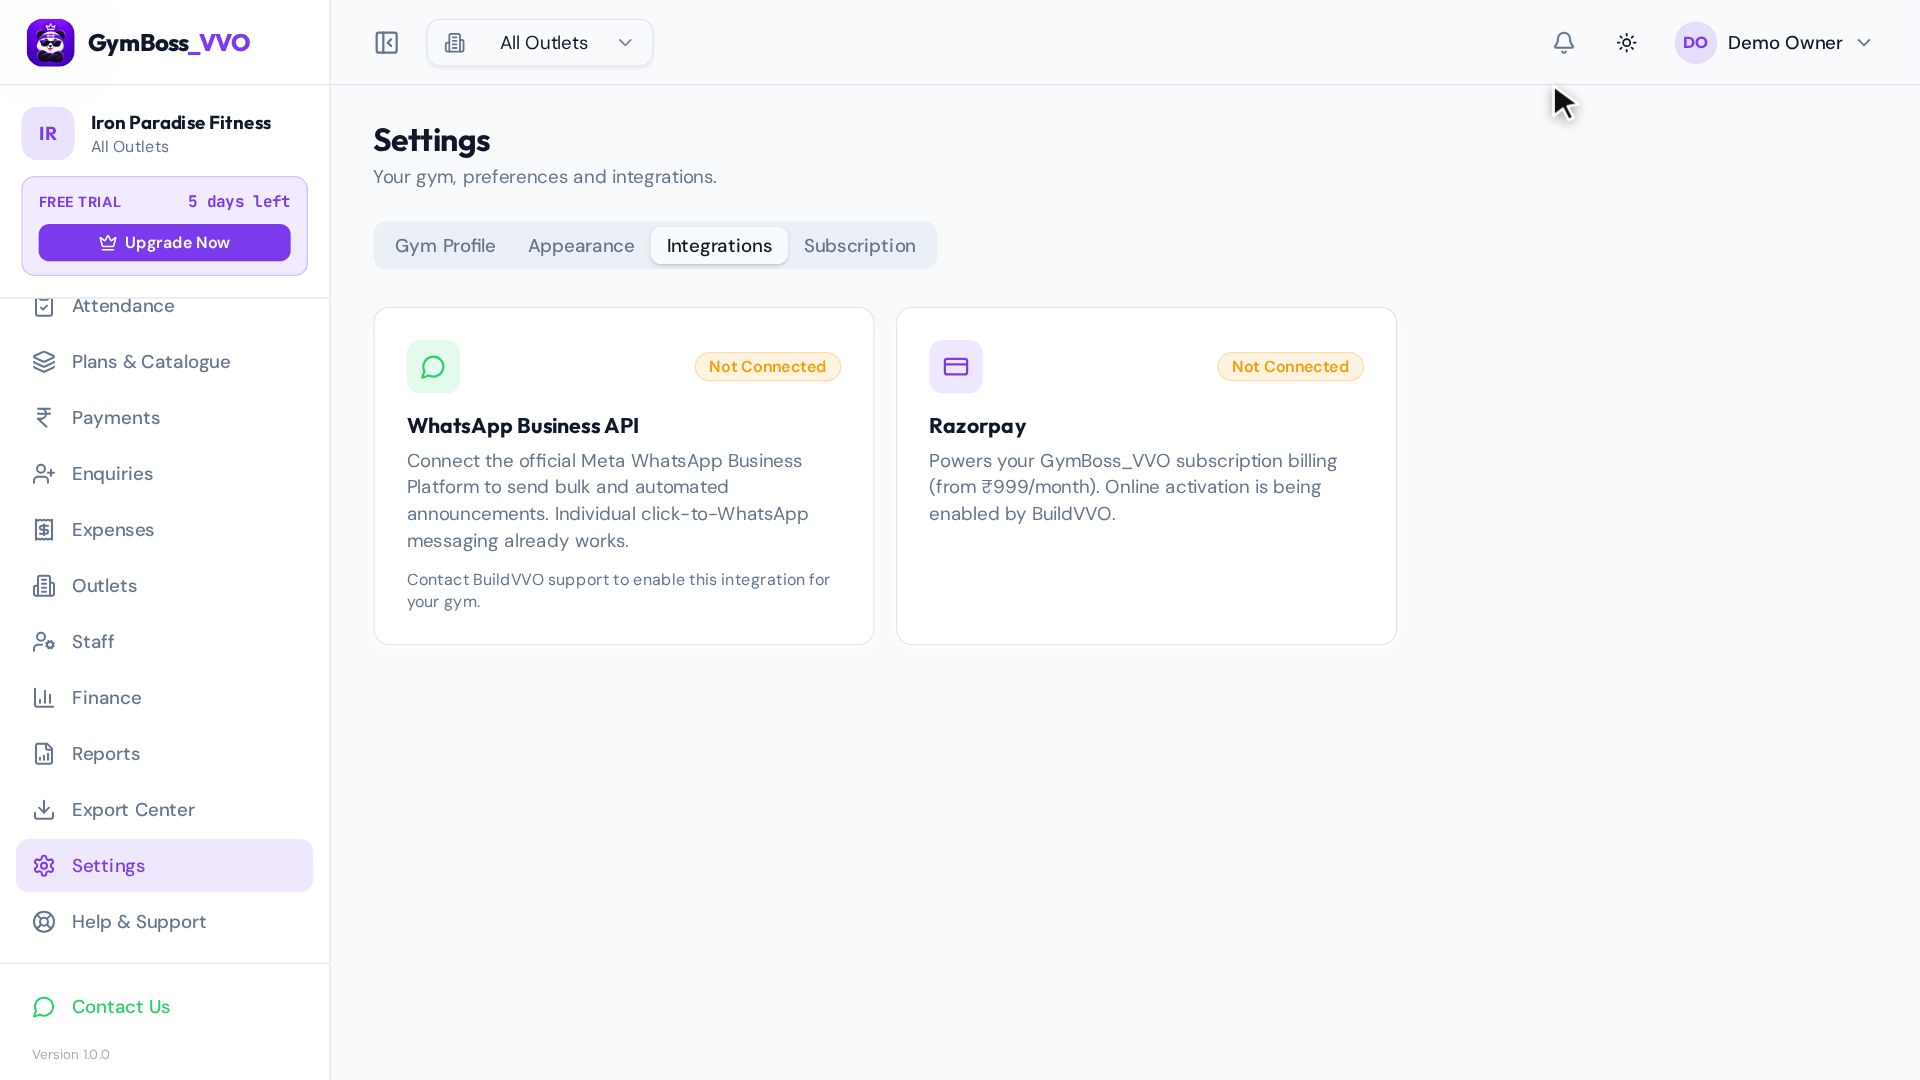 GymBoss_VVO
All Outlets
DO
Demo Owner
IR
Iron Paradise Fitness
All Outlets
FREE TRIAL
5 days left
Upgrade Now
Attendance
Plans & Catalogue
Payments
Enquiries
Expenses
Outlets
Staff
Finance
Reports
Export Center
Settings
Help & Support
Contact Us
Version 1.0.0
Settings
Your gym, preferences and integrations.
Gym Profile
Appearance
Integrations
Subscription
Not Connected
WhatsApp Business API
Connect the official Meta WhatsApp Business
Platform to send bulk and automated
announcements. Individual click-to-WhatsApp
messaging already works.
Contact BuildVVO support to enable this integration for
your gym.
Not Connected
Razorpay
Powers your GymBoss_VVO subscription billing
(from ₹999/month). Online activation is being
enabled by BuildVVO.